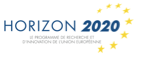 HORIZON 2020
LE PROGRAMME DE RECHERCHE ET
D'INNOVATION DE L'UNION EUROPÉENNE